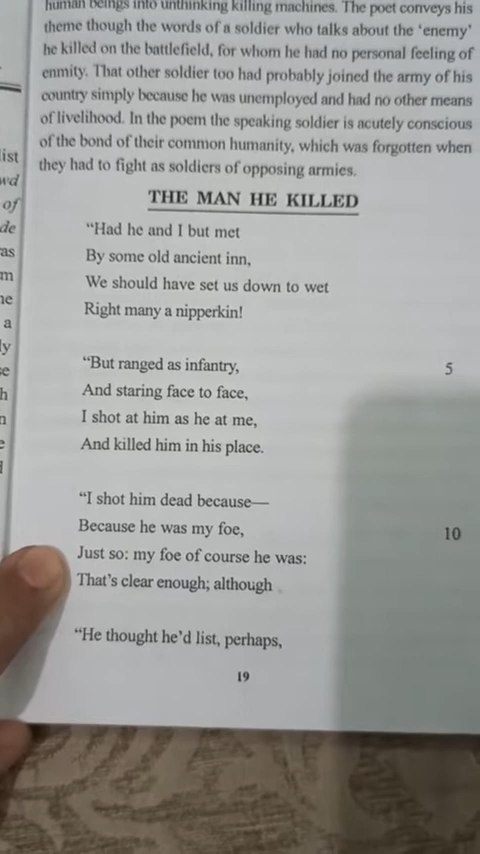 human beings into unthinking killing machines. The poet conveys his
theme though the words of a soldier who talks about the ‘enemy’
he killed on the battlefield, for whom he had no personal feeling of
enmity. That other soldier too had probably joined the army of his
country simply because he was unemployed and had no other means
of livelihood. In the poem the speaking soldier is acutely conscious
of the bond of their common humanity, which was forgotten when
they had to fight as soldiers of opposing armies.
THE MAN HE KILLED
“Had he and I but met
By some old ancient inn,
We should have set us down to wet
Right many a nipperkin!
“But ranged as infantry, 5
And staring face to face,
I shot at him as he at me,
And killed him in his place.
“I shot him dead because—
Because he was my foe, 10
Just so: my foe of course he was:
That’s clear enough; although
“He thought he’d list, perhaps,
19